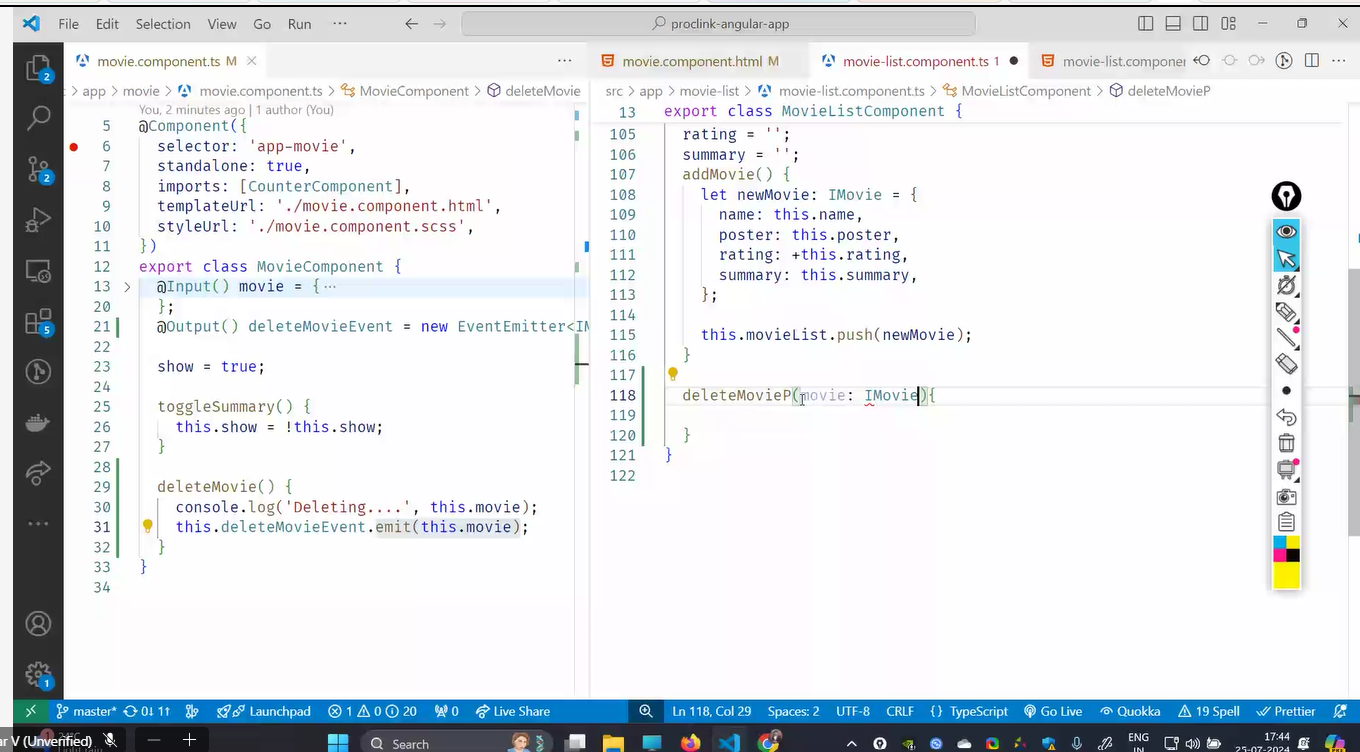 File Edit Selection View Go Run ··· proclink-angular-app
movie.component.ts M
movie.component.html M
movie-list.component.ts 1
movie-list.componen
app > movie > movie.component.ts > MovieComponent > deleteMovie
src > app > movie-list > movie-list.component.ts > MovieListComponent > deleteMovieP
You, 2 minutes ago | 1 author (You)
5 @Component({
6 selector: 'app-movie',
7 standalone: true,
8 imports: [CounterComponent],
9 templateUrl: './movie.component.html',
10 styleUrl: './movie.component.scss',
11 })
12 export class MovieComponent {
13 @Input() movie = {···
20 };
21 @Output() deleteMovieEvent = new EventEmitter<IM
22
23 show = true;
24
25 toggleSummary() {
26 this.show = !this.show;
27 }
28
29 deleteMovie() {
30 console.log('Deleting....', this.movie);
31 this.deleteMovieEvent.emit(this.movie);
32 }
33 }
34
13 export class MovieListComponent {
105 rating = '';
106 summary = '';
107 addMovie() {
108 let newMovie: IMovie = {
109 name: this.name,
110 poster: this.poster,
111 rating: +this.rating,
112 summary: this.summary,
113 };
114
115 this.movieList.push(newMovie);
116 }
117
118 deleteMovieP(movie: IMovie){
119
120 }
121 }
122
2
2
5
1
master* 0↓ 1↑ Launchpad 1 0 20 0 Live Share
Ln 118, Col 29 Spaces: 2 UTF-8 CRLF {} TypeScript Go Live Quokka 19 Spell Prettier
ar V (Unverified)
24°C
Search
ENG
IN
17:44
25-07-2024